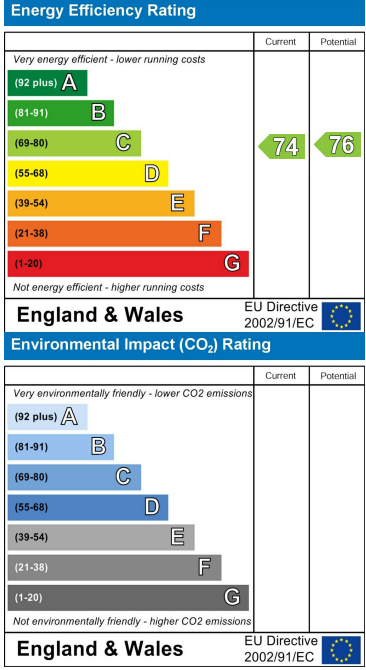 Energy Efficiency Rating
Current Potential
Very energy efficient - lower running costs
(92 plus) A
(81-91) B
(69-80) C
(55-68) D
(39-54) E
(21-38) F
(1-20) G
74 76
Not energy efficient - higher running costs
England & Wales
EU Directive
2002/91/EC
Environmental Impact (CO₂) Rating
Current Potential
Very environmentally friendly - lower CO2 emissions
(92 plus) A
(81-91) B
(69-80) C
(55-68) D
(39-54) E
(21-38) F
(1-20) G
Not environmentally friendly - higher CO2 emissions
England & Wales
EU Directive
2002/91/EC